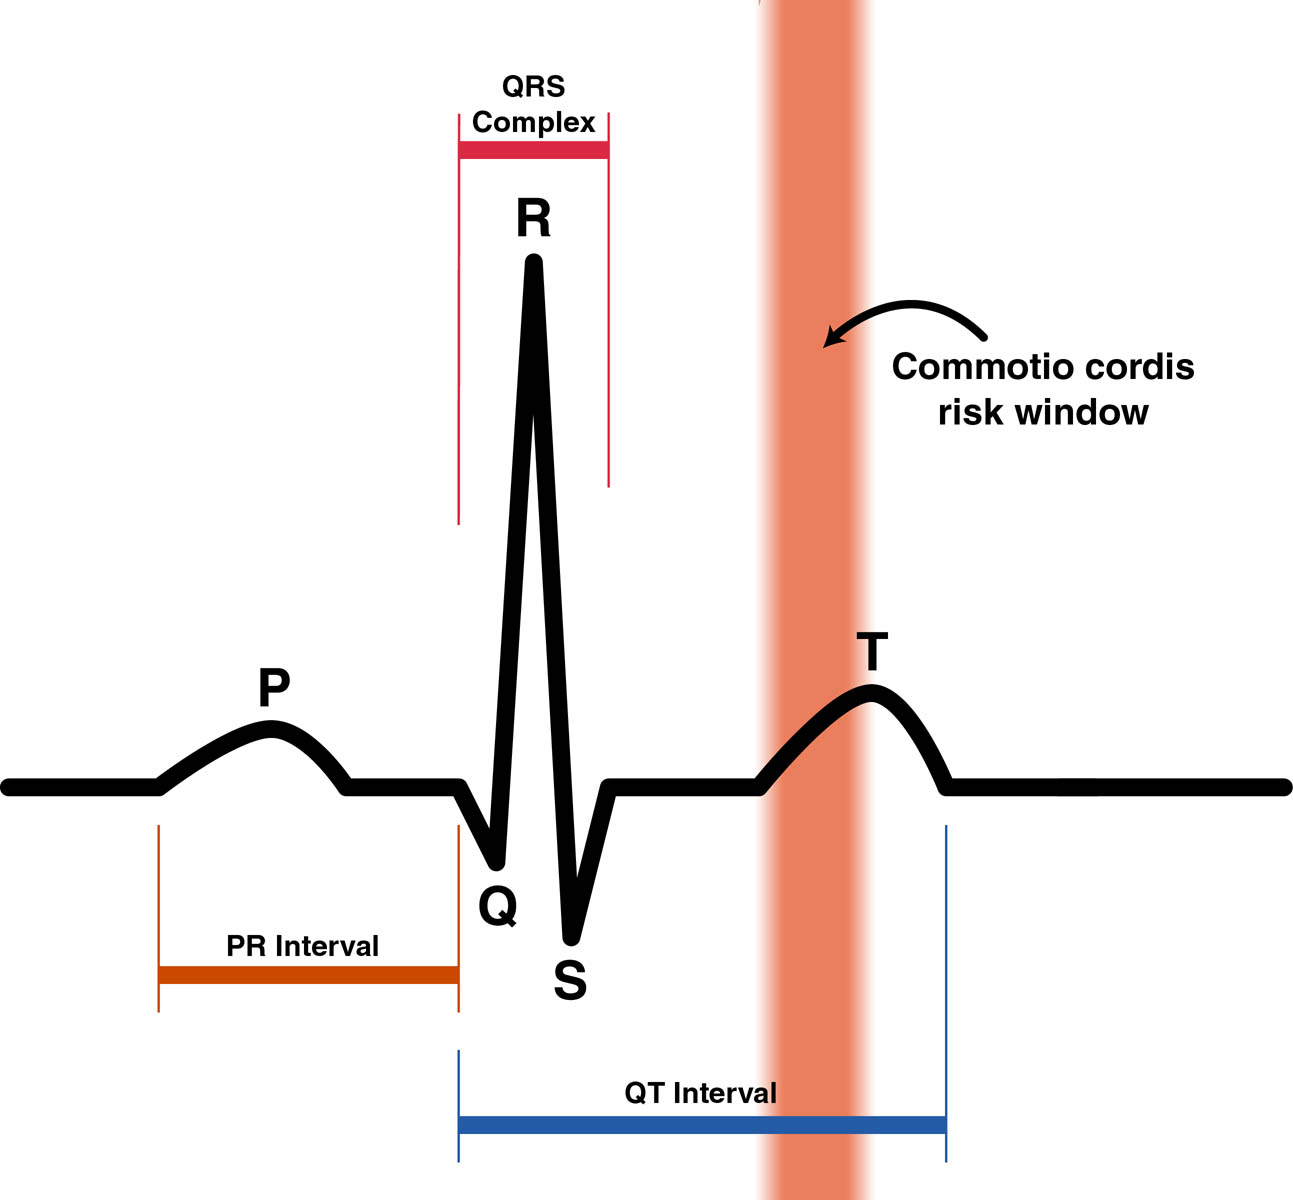 QRS
Complex
R
Commotio cordis
risk window
T
P
Q
PR Interval
S
QT Interval